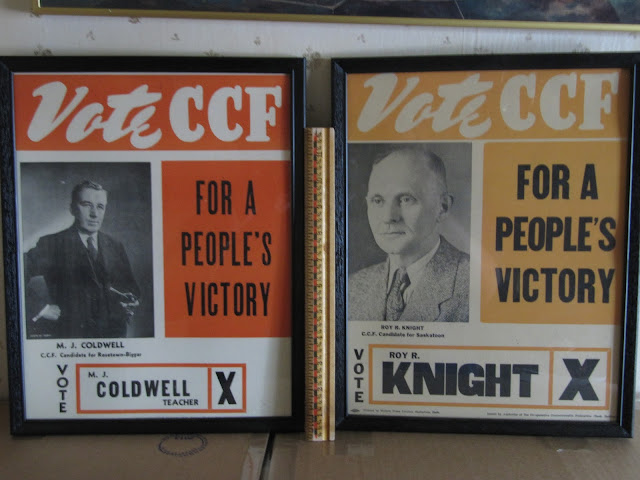 Vote CCF
FOR A
PEOPLE'S
VICTORY
M. J. COLDWELL
C.C.F. Candidate for Rosetown-Biggar
VOTE
M. J.
COLDWELL
TEACHER
X
Vote CCF
FOR A
PEOPLE'S
VICTORY
ROY R. KNIGHT
C.C.F. Candidate for Saskatoon
VOTE
ROY R.
KNIGHT
X